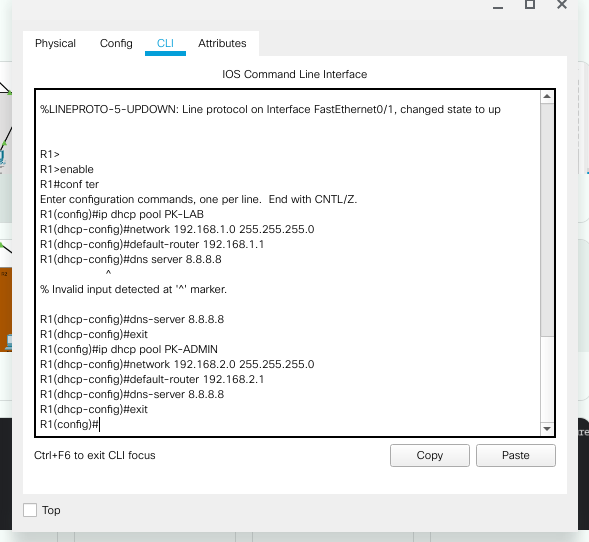 Physical Config CLI Attributes
IOS Command Line Interface
%LINEPROTO-5-UPDOWN: Line protocol on Interface FastEthernet0/1, changed state to up
R1>
R1>enable
R1#conf ter
Enter configuration commands, one per line. End with CNTL/Z.
R1(config)#ip dhcp pool PK-LAB
R1(dhcp-config)#network 192.168.1.0 255.255.255.0
R1(dhcp-config)#default-router 192.168.1.1
R1(dhcp-config)#dns server 8.8.8.8
^
% Invalid input detected at '^' marker.
R1(dhcp-config)#dns-server 8.8.8.8
R1(dhcp-config)#exit
R1(config)#ip dhcp pool PK-ADMIN
R1(dhcp-config)#network 192.168.2.0 255.255.255.0
R1(dhcp-config)#default-router 192.168.2.1
R1(dhcp-config)#dns-server 8.8.8.8
R1(dhcp-config)#exit
R1(config)#
Ctrl+F6 to exit CLI focus
Copy Paste
Top